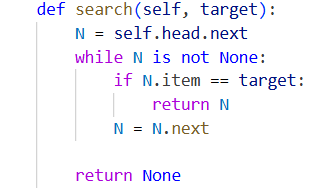 def search(self, target):
    N = self.head.next
    while N is not None:
        if N.item == target:
            return N
        N = N.next
    return None